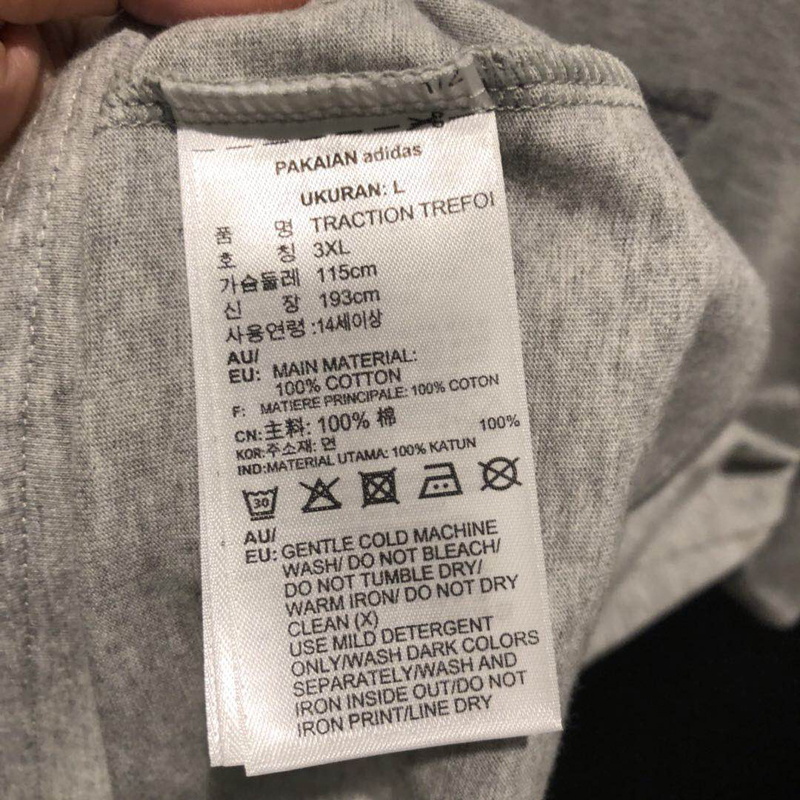 1/2
PAKAIAN adidas
UKURAN: L
품 명 TRACTION TREFOI
호 칭 3XL
가슴둘레 115cm
신 장 193cm
사용연령 :14세이상
AU/
EU: MAIN MATERIAL:
100% COTTON
F: MATIERE PRINCIPALE: 100% COTON
CN: 主料: 100% 棉
KOR: 주소재: 면 100%
IND: MATERIAL UTAMA: 100% KATUN
30
AU/
EU: GENTLE COLD MACHINE
WASH/ DO NOT BLEACH/
DO NOT TUMBLE DRY/
WARM IRON/ DO NOT DRY
CLEAN (X)
USE MILD DETERGENT
ONLY/WASH DARK COLORS
SEPARATELY/WASH AND
IRON INSIDE OUT/DO NOT
IRON PRINT/LINE DRY